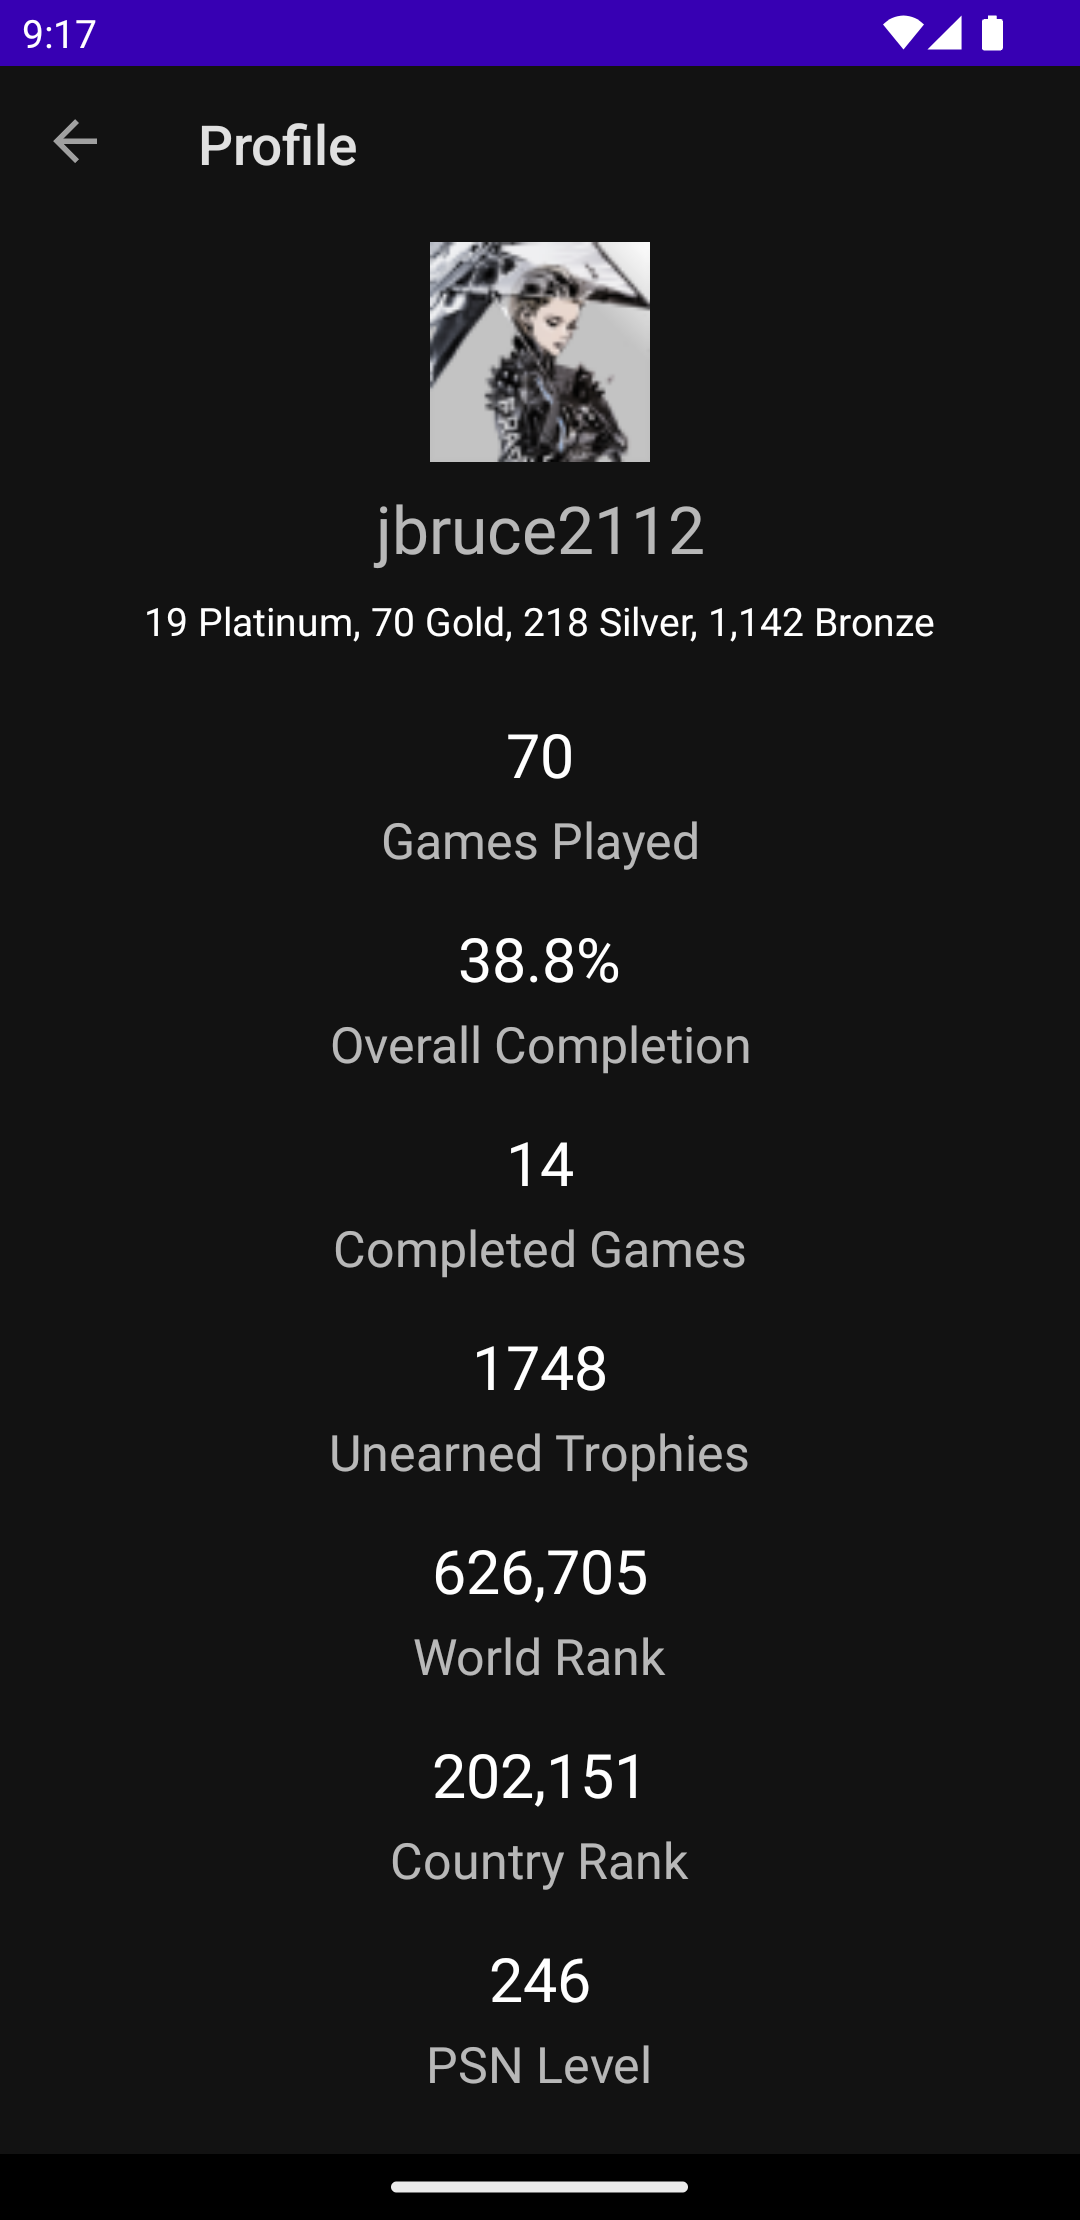 9:17
Profile
jbruce2112
19 Platinum, 70 Gold, 218 Silver, 1,142 Bronze
70
Games Played
38.8%
Overall Completion
14
Completed Games
1748
Unearned Trophies
626,705
World Rank
202,151
Country Rank
246
PSN Level